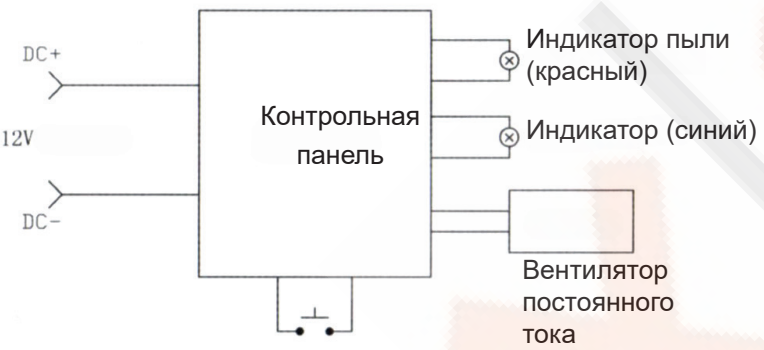 DC+
12V
DC-
Контрольная
панель
Индикатор пыли
(красный)
Индикатор (синий)
Вентилятор
постоянного
тока